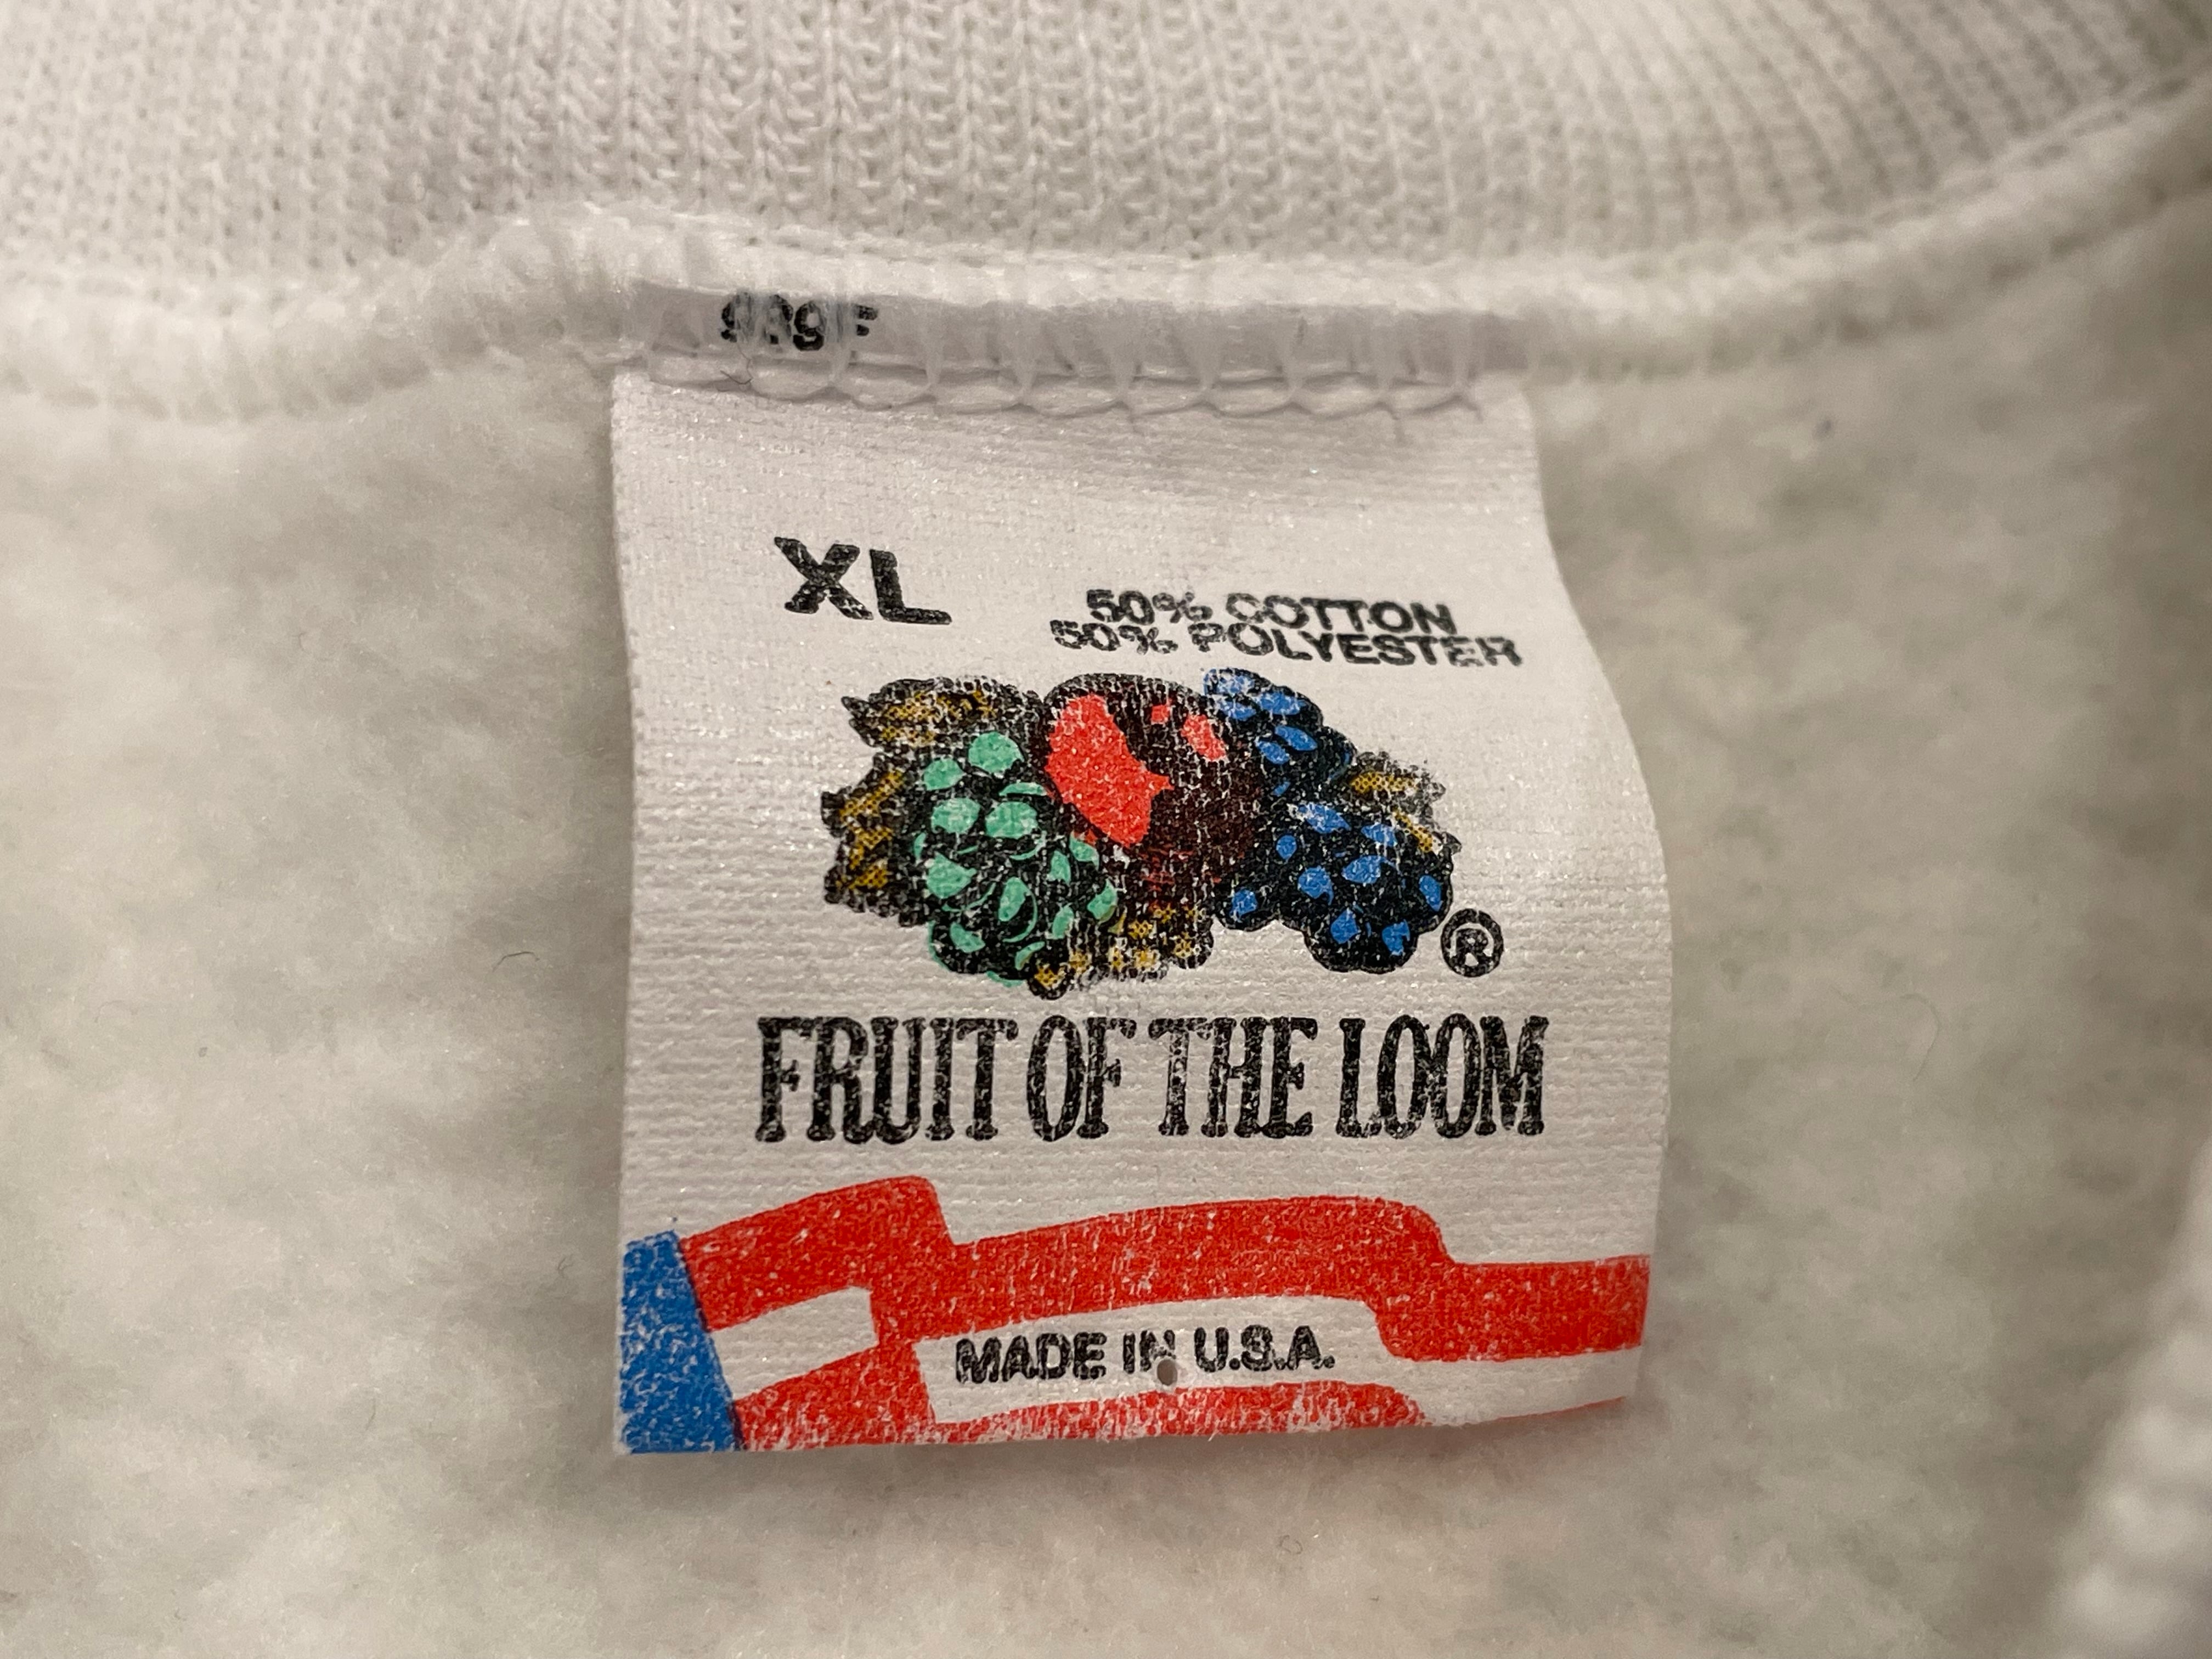 XL
50% COTTON
50% POLYESTER
®
FRUIT OF THE LOOM
MADE IN U.S.A.